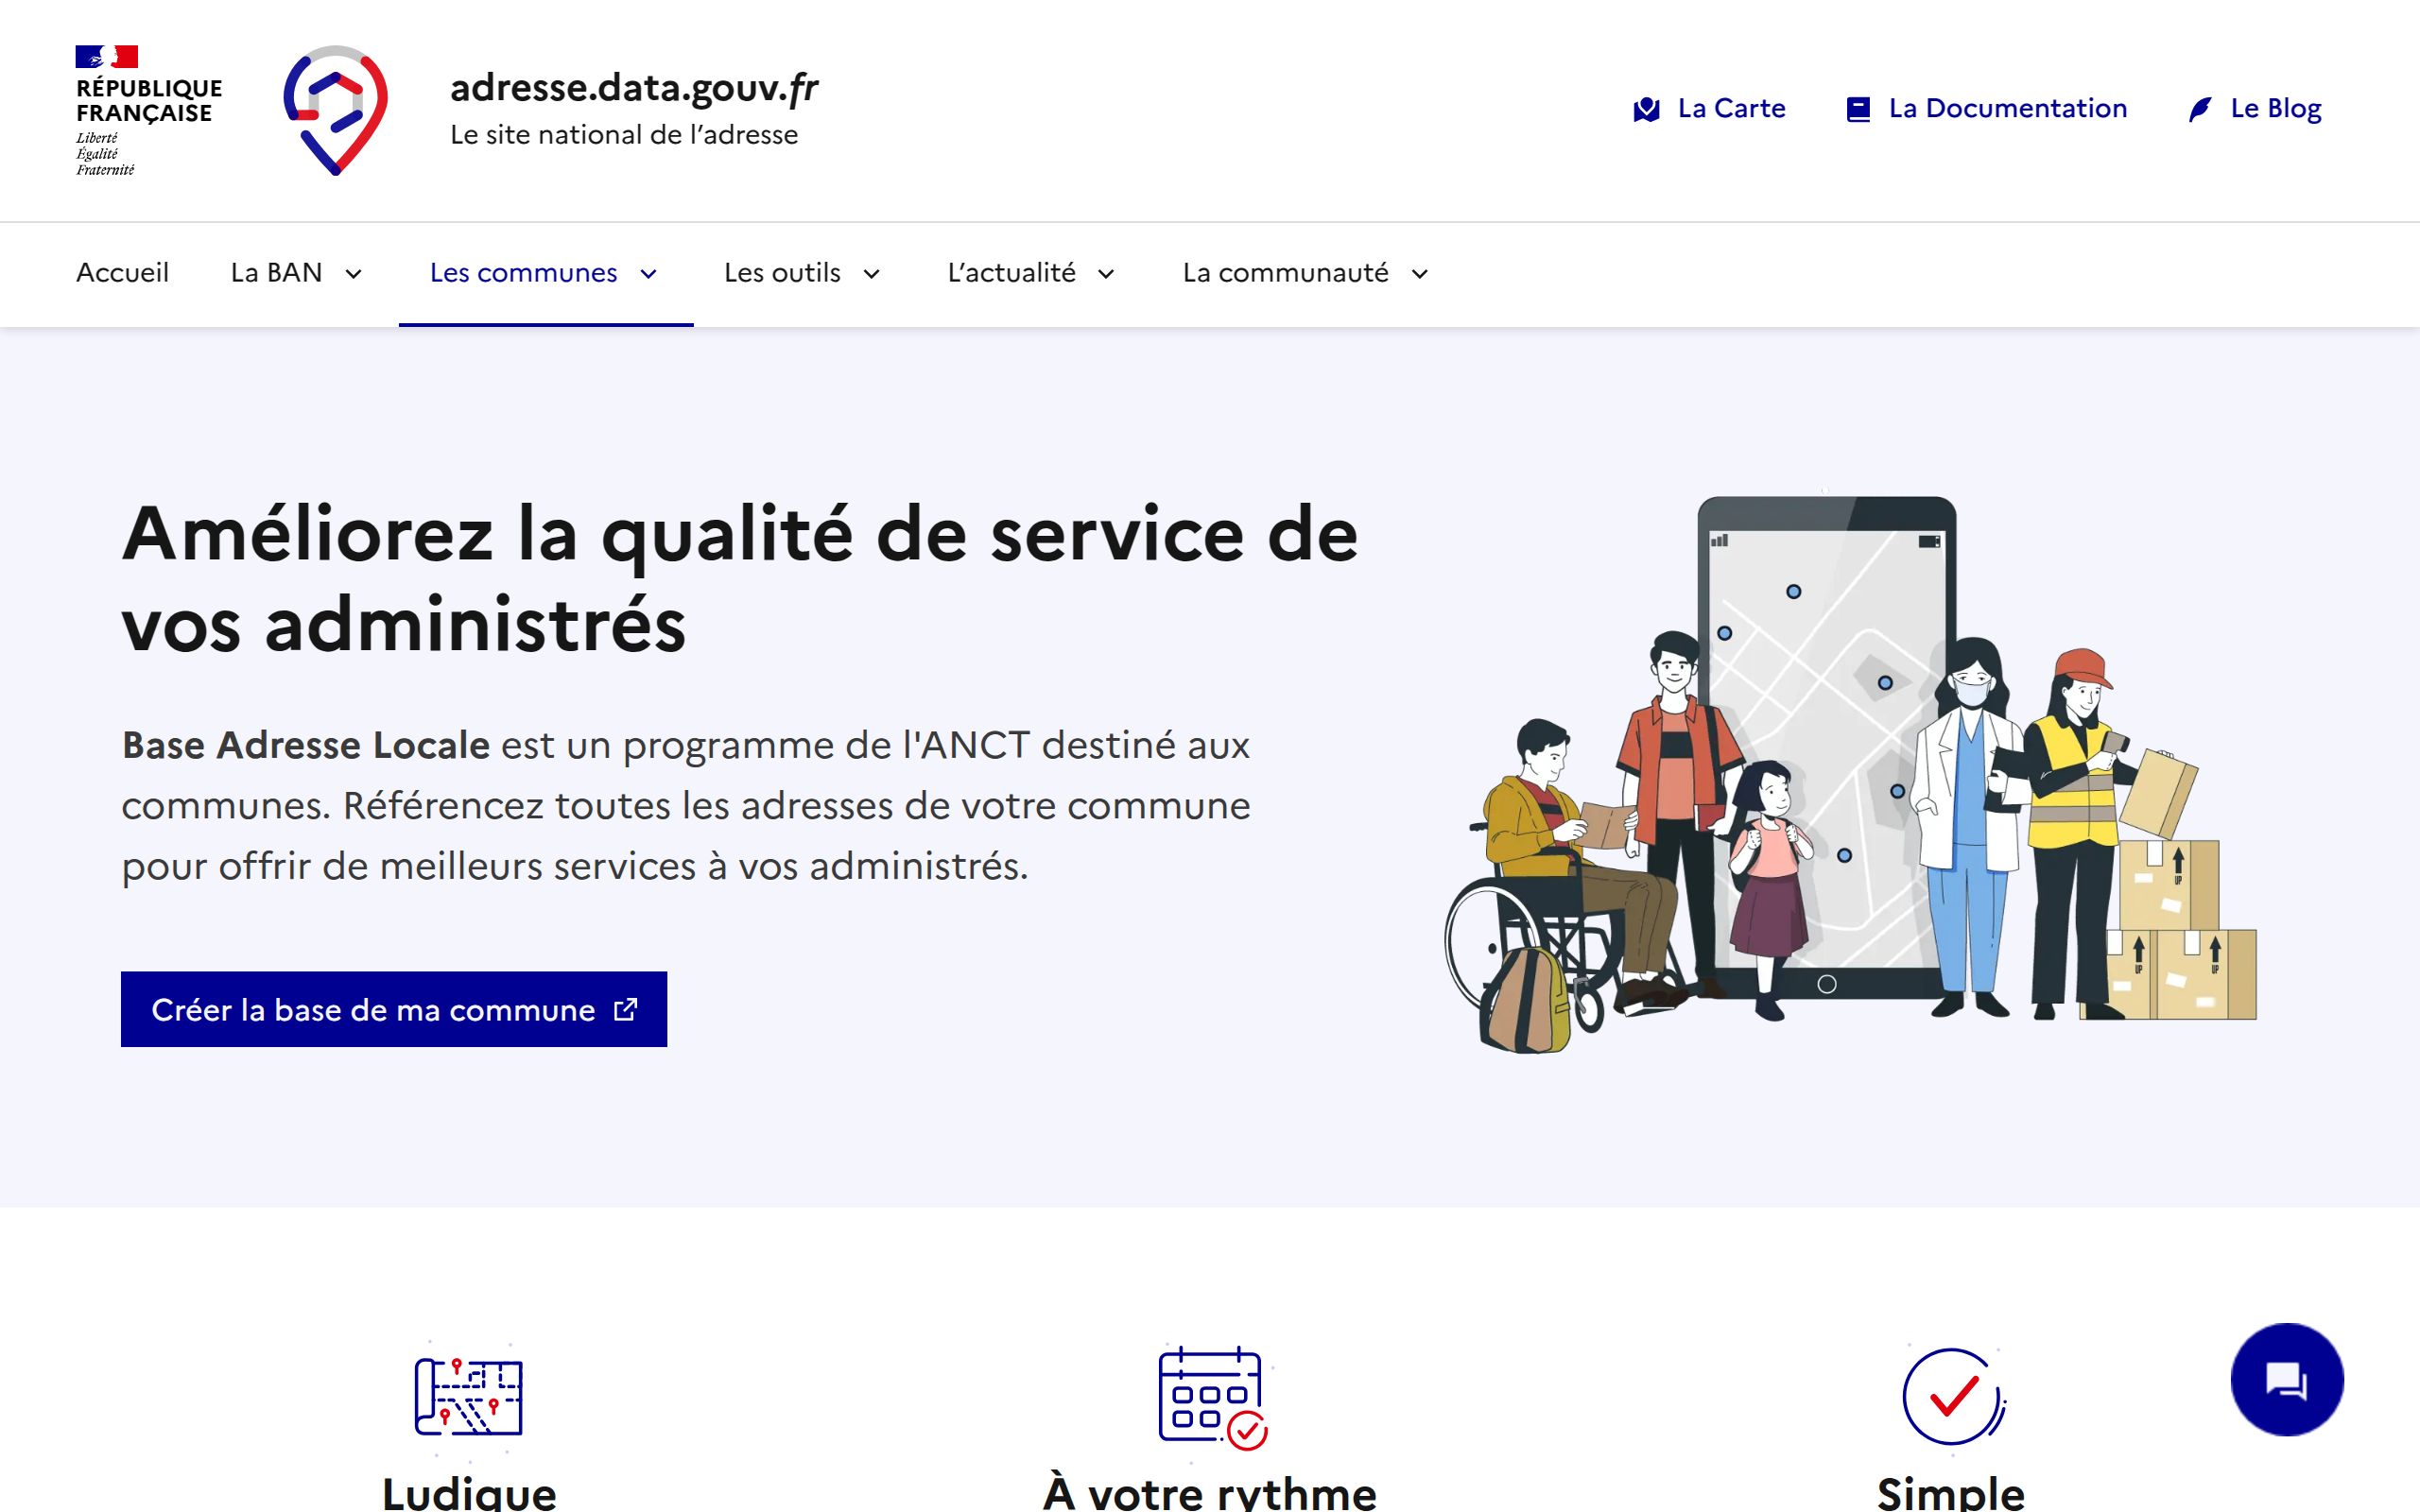 RÉPUBLIQUE
FRANÇAISE
Liberté
Égalité
Fraternité
adresse.data.gouv.fr
Le site national de l’adresse
La Carte
La Documentation
Le Blog
Accueil
La BAN
Les communes
Les outils
L’actualité
La communauté
Améliorez la qualité de service de
vos administrés
Base Adresse Locale est un programme de l'ANCT destiné aux
communes. Référencez toutes les adresses de votre commune
pour offrir de meilleurs services à vos administrés.
Créer la base de ma commune
UP
UP
UP
Ludique
À votre rythme
Simple